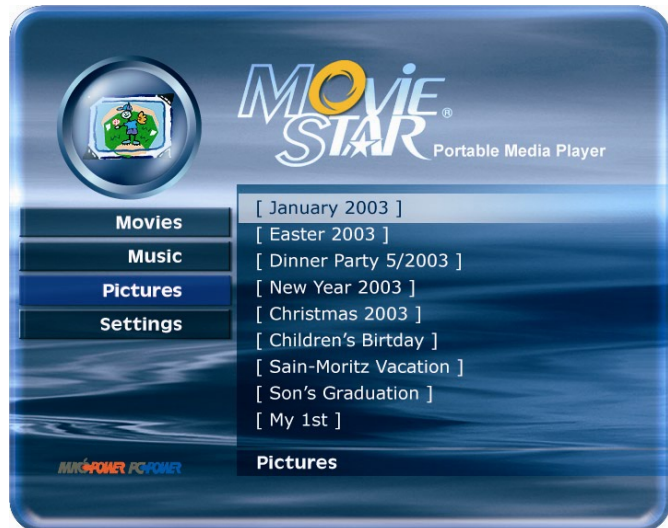 MOViE
STAR®
Portable Media Player
Movies
Music
Pictures
Settings
[ January 2003 ]
[ Easter 2003 ]
[ Dinner Party 5/2003 ]
[ New Year 2003 ]
[ Christmas 2003 ]
[ Children's Birtday ]
[ Sain-Moritz Vacation ]
[ Son's Graduation ]
[ My 1st ]
Pictures